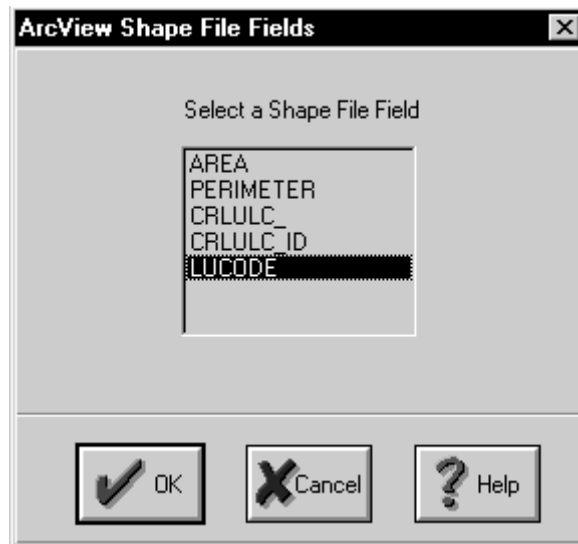 ArcView Shape File Fields
Select a Shape File Field
AREA
PERIMETER
CRLULC_
CRLULC_ID
LUCODE
OK Cancel Help